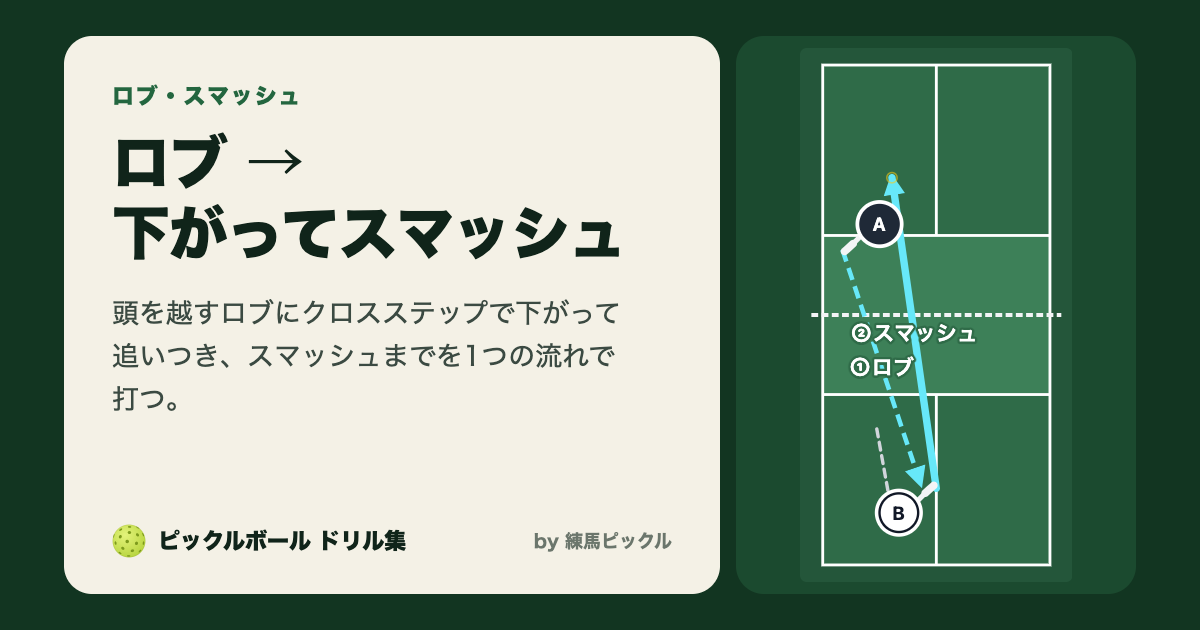 ロブ・スマッシュ
ロブ →
下がってスマッシュ
頭を越すロブにクロスステップで下がって
追いつき、スマッシュまでを1つの流れで
打つ。
ピックルボール ドリル集
by 練馬ピックル
A
②スマッシュ
①ロブ
B